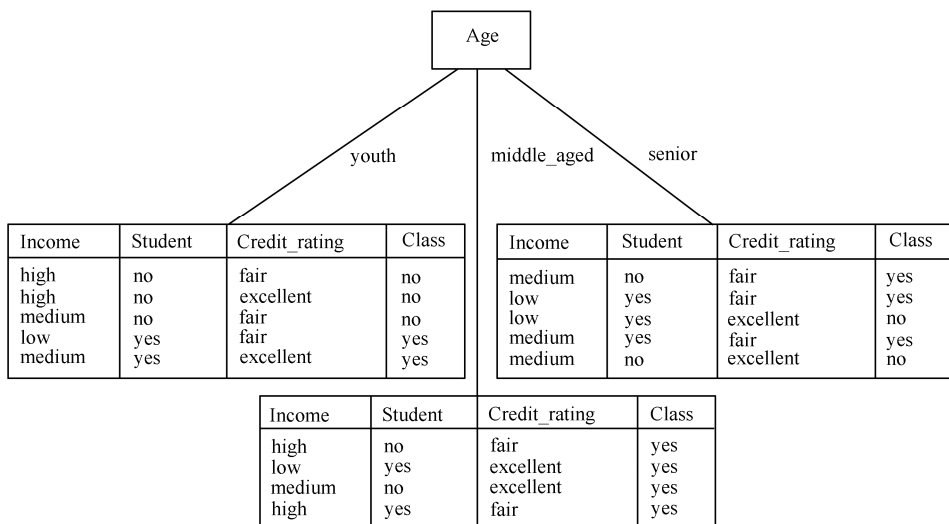 Age
youth
middle_aged
senior
Income Student Credit_rating Class
high no fair no
high no excellent no
medium no fair no
low yes fair yes
medium yes excellent yes
Income Student Credit_rating Class
medium no fair yes
low yes fair yes
low yes excellent no
medium yes fair yes
medium no excellent no
Income Student Credit_rating Class
high no fair yes
low yes excellent yes
medium no excellent yes
high yes fair yes